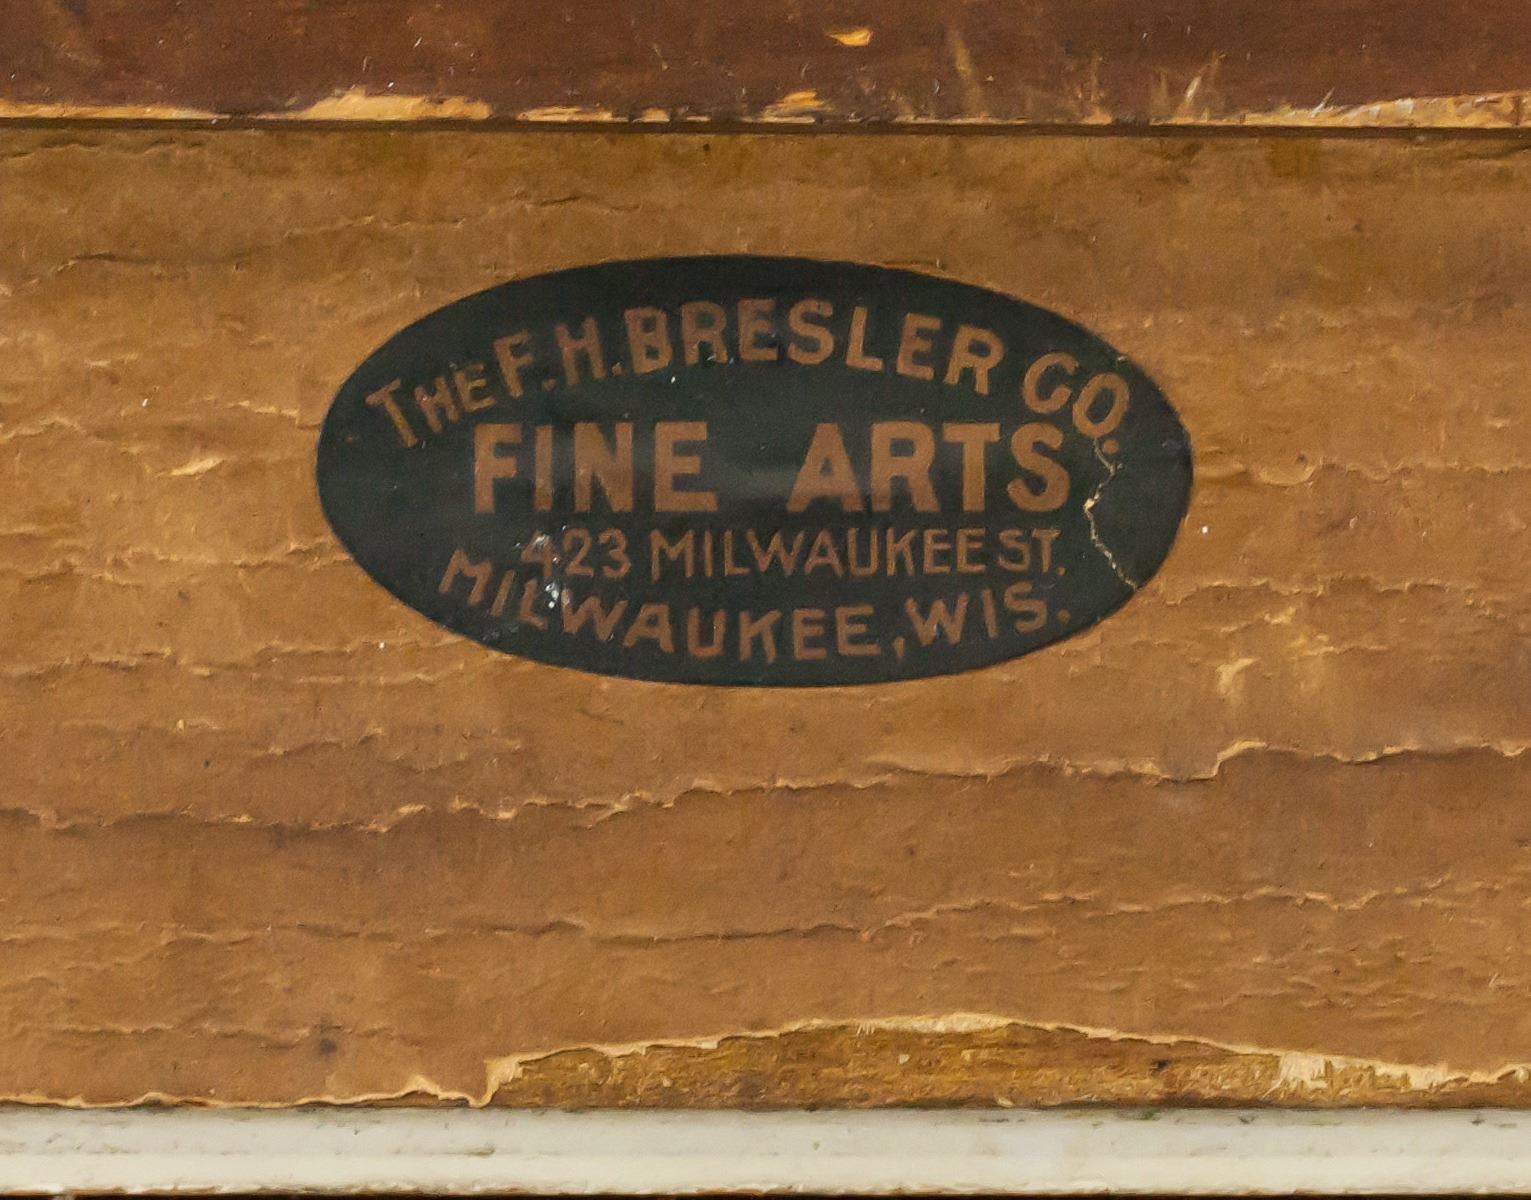 THE F.H. BRESLER CO.
FINE ARTS
423 MILWAUKEE ST.
MILWAUKEE, WIS.